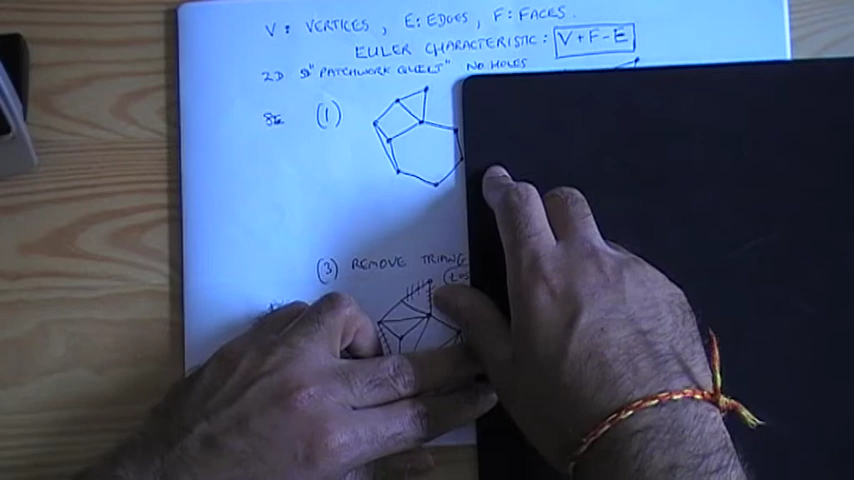 V: VERTICES, E: EDGES, F: FACES.
EULER CHARACTERISTIC: V+F-E
2D "PATCHWORK QUILT" NO HOLES
(1)
(3) REMOVE